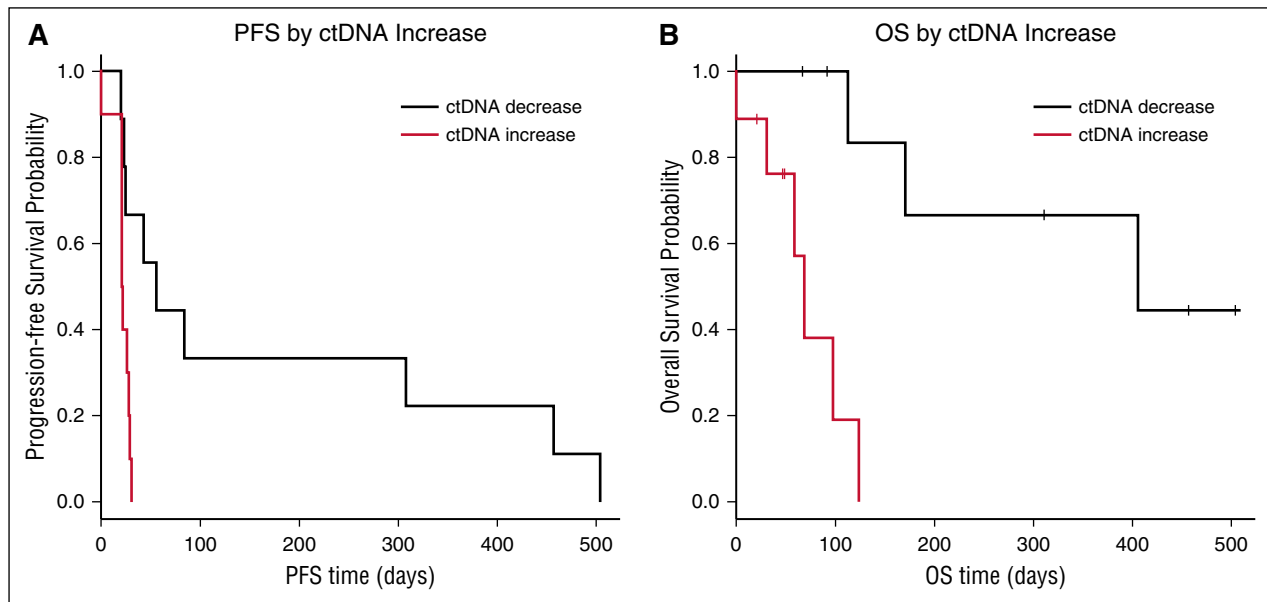 A
PFS by ctDNA Increase
Progression-free Survival Probability
1.0
0.8
0.6
0.4
0.2
0.0
ctDNA decrease
ctDNA increase
0 100 200 300 400 500
PFS time (days)
B
OS by ctDNA Increase
Overall Survival Probability
1.0
0.8
0.6
0.4
0.2
0.0
ctDNA decrease
ctDNA increase
0 100 200 300 400 500
OS time (days)